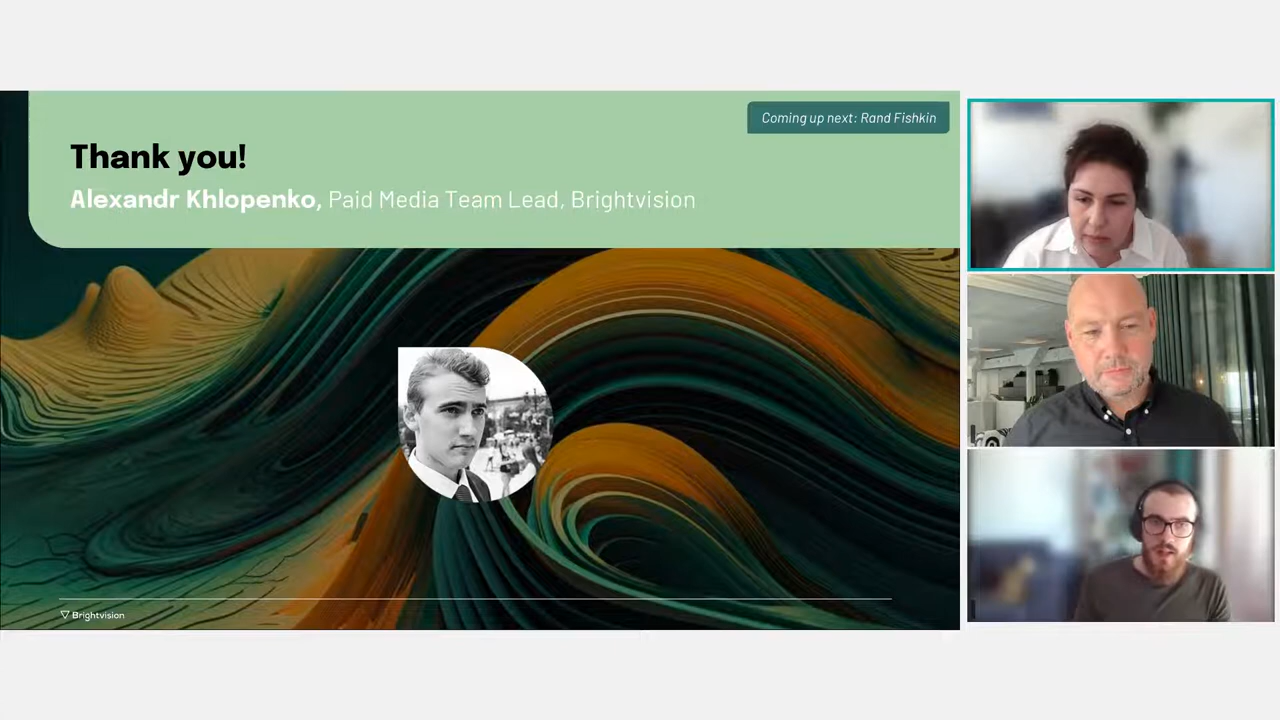 Coming up next: Rand Fishkin
Thank you!
Alexandr Khlopenko, Paid Media Team Lead, Brightvision
Brightvision